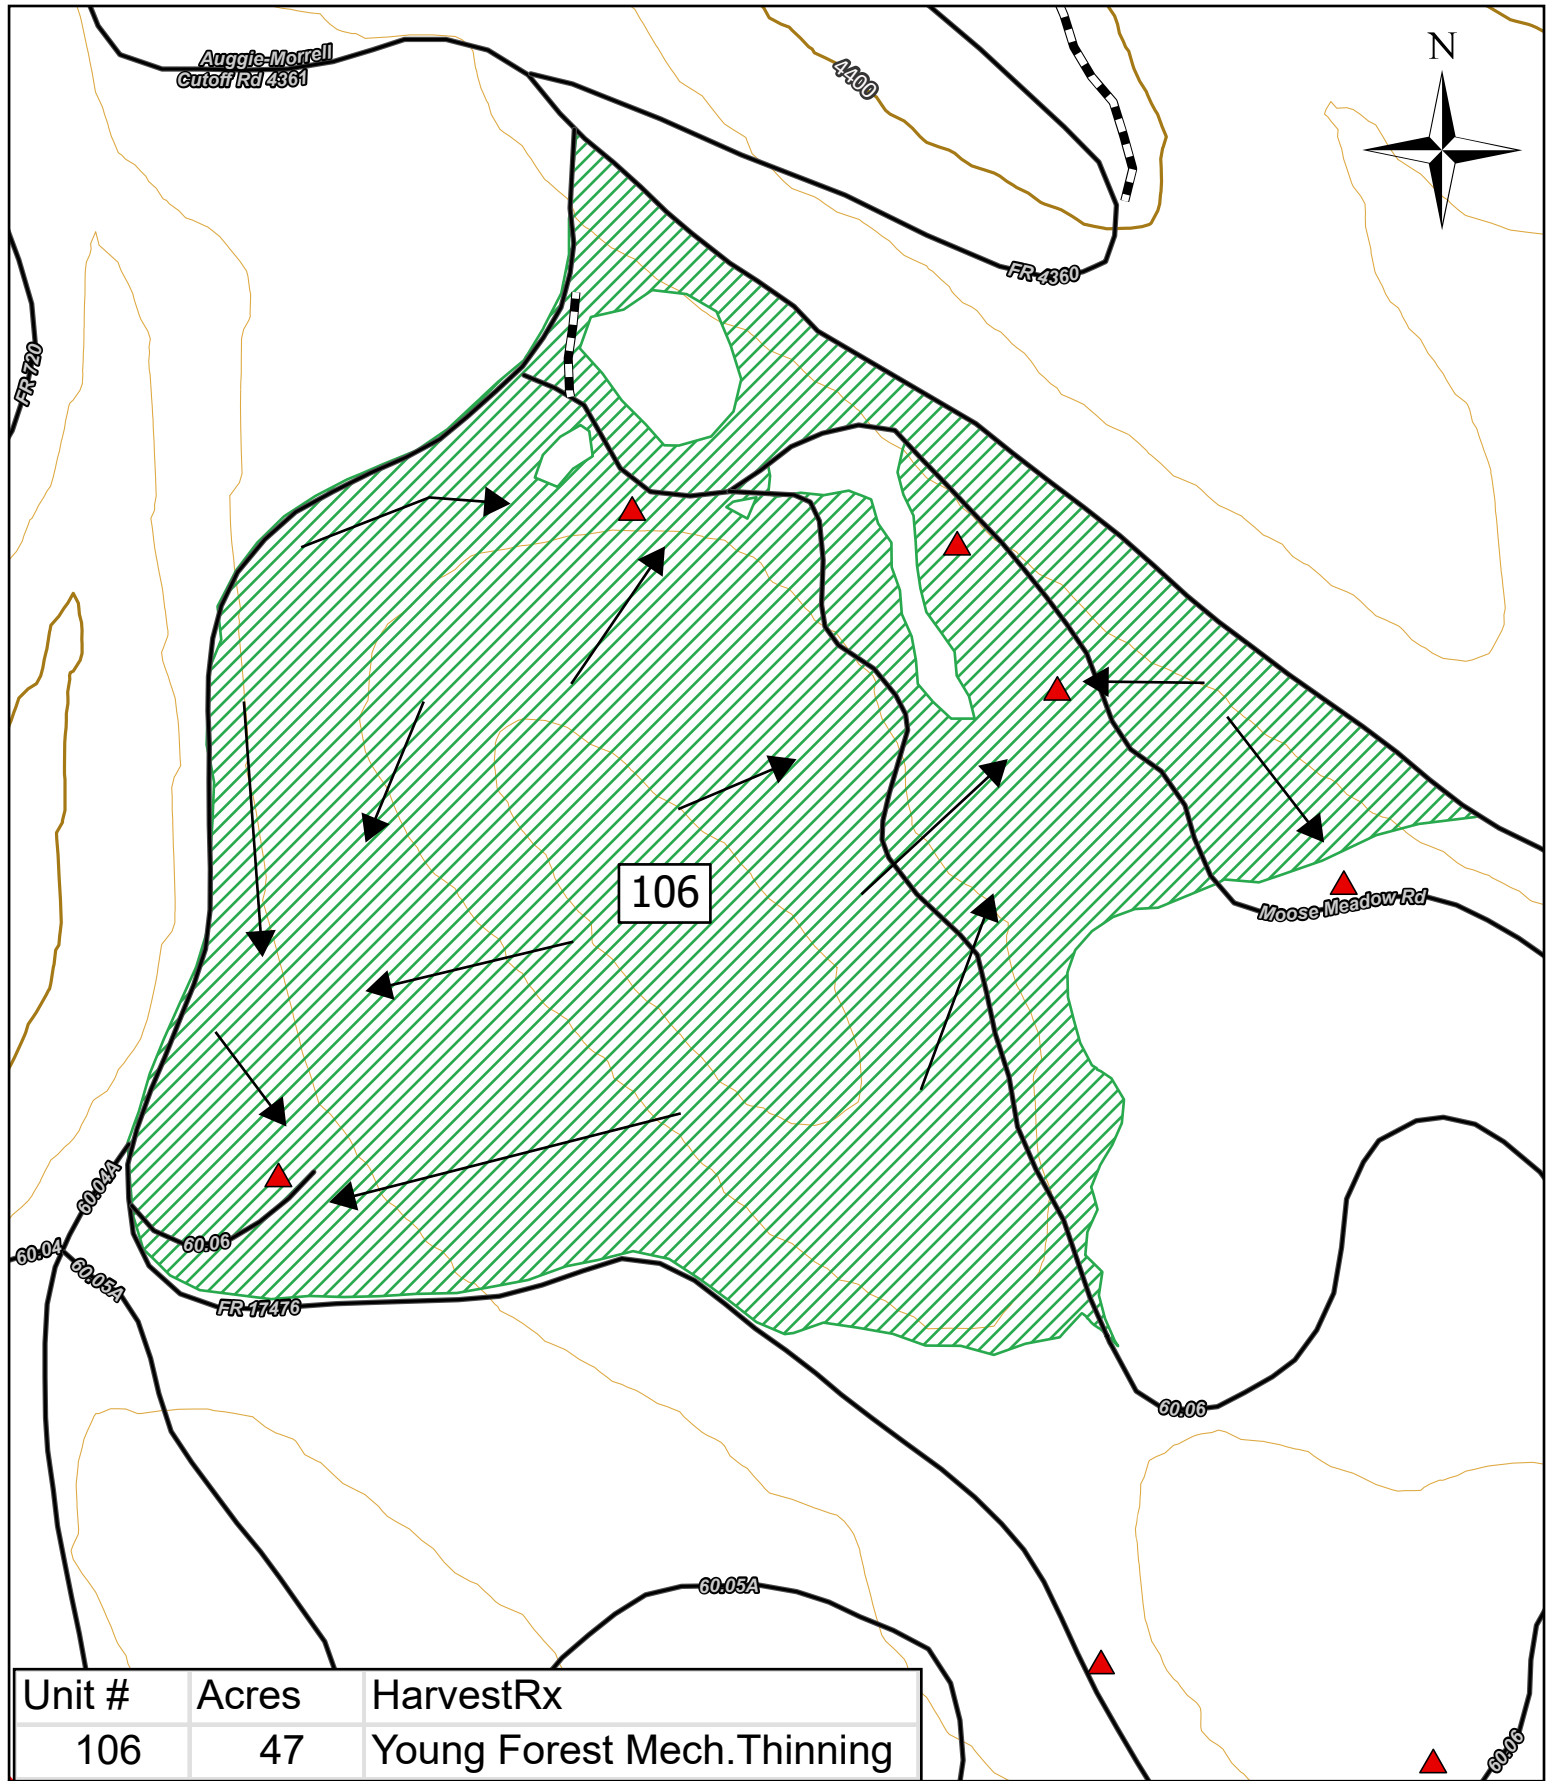 N
Auggie-Morrell
Cutoff Rd 4361
4400
FR 4360
FR 720
106
Moose Meadow Rd
60.04A
60.04
60.06
60.05A
FR 17476
60.06
60.05A
60.06
Unit # Acres HarvestRx
106 47 Young Forest Mech.Thinning